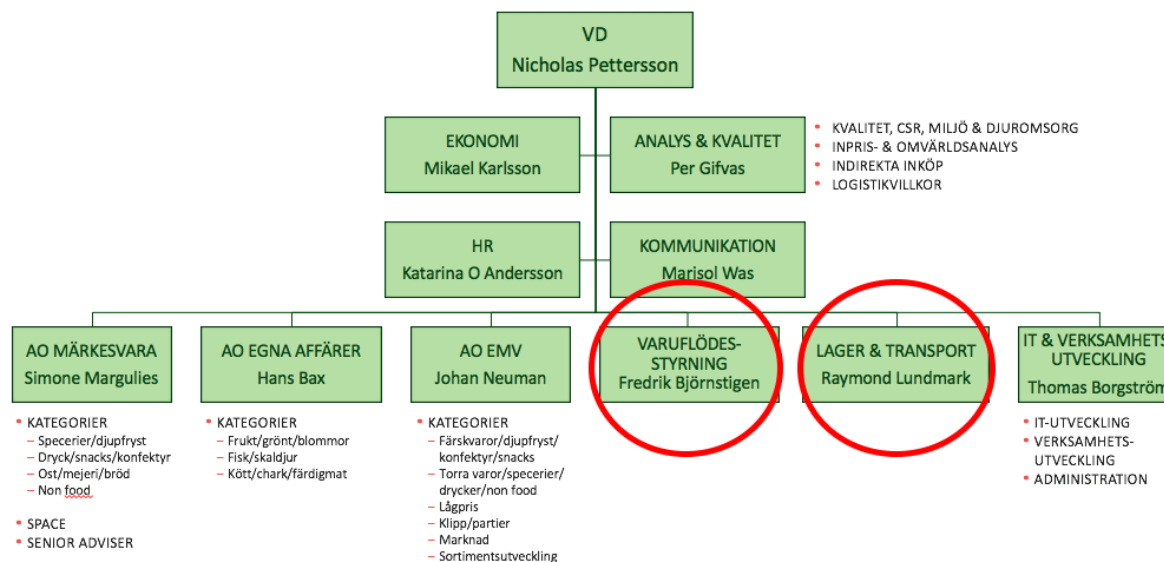 VD
Nicholas Pettersson
EKONOMI
Mikael Karlsson
ANALYS & KVALITET
Per Gifvas
• KVALITET, CSR, MILJÖ & DJUROMSORG
• INPRIS- & OMVÄRLDSANALYS
• INDIREKTA INKÖP
• LOGISTIKVILLKOR
HR
Katarina O Andersson
KOMMUNIKATION
Marisol Was
AO MÄRKESVARA
Simone Margulies
• KATEGORIER
– Specerier/djupfryst
– Dryck/snacks/konfektyr
– Ost/mejeri/bröd
– Non food
• SPACE
• SENIOR ADVISER
AO EGNA AFFÄRER
Hans Bax
• KATEGORIER
– Frukt/grönt/blommor
– Fisk/skaldjur
– Kött/chark/färdigmat
AO EMV
Johan Neuman
• KATEGORIER
– Färskvaror/djupfryst/
konfektyr/snacks
– Torra varor/specerier/
drycker/non food
– Lågpris
– Klipp/partier
– Marknad
– Sortimentsutveckling
VARUFLÖDES-
STYRNING
Fredrik Björnstigen
LAGER & TRANSPORT
Raymond Lundmark
IT & VERKSAMHETS
UTVECKLING
Thomas Borgström
• IT-UTVECKLING
• VERKSAMHETS-
UTVECKLING
• ADMINISTRATION